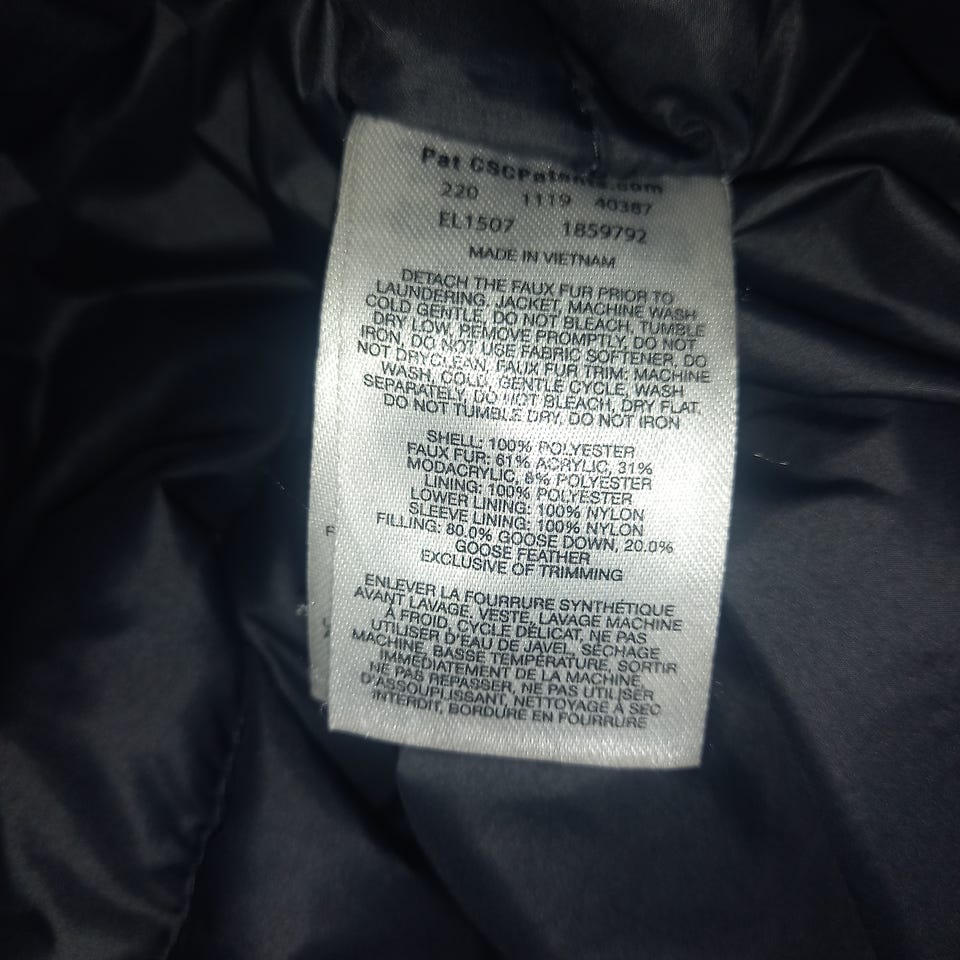 Pat CSCPatents.com
220 1119 40387
EL1507 1859792
MADE IN VIETNAM
DETACH THE FAUX FUR PRIOR TO
LAUNDERING, JACKET, MACHINE WASH
COLD GENTLE, DO NOT BLEACH, TUMBLE
DRY LOW, REMOVE PROMPTLY, DO NOT
IRON, DO NOT USE FABRIC SOFTENER, DO
NOT DRYCLEAN, FAUX FUR TRIM: MACHINE
WASH, COLD, GENTLE CYCLE, WASH
SEPARATELY, DO NOT BLEACH, DRY FLAT,
DO NOT TUMBLE DRY, DO NOT IRON
SHELL: 100% POLYESTER
FAUX FUR: 61% ACRYLIC, 31%
MODACRYLIC, 8% POLYESTER
LINING: 100% POLYESTER
LOWER LINING: 100% NYLON
SLEEVE LINING: 100% NYLON
FILLING: 80.0% GOOSE DOWN, 20.0%
GOOSE FEATHER
EXCLUSIVE OF TRIMMING
ENLEVER LA FOURRURE SYNTHÉTIQUE
AVANT LAVAGE, VESTE, LAVAGE MACHINE
À FROID, CYCLE DÉLICAT, NE PAS
UTILISER D'EAU DE JAVEL, SÉCHAGE
MACHINE, BASSE TEMPÉRATURE, SORTIR
IMMÉDIATEMENT DE LA MACHINE,
NE PAS REPASSER, NE PAS UTILISER
D'ASSOUPLISSANT, NETTOYAGE À SEC
INTERDIT, BORDURE EN FOURRURE